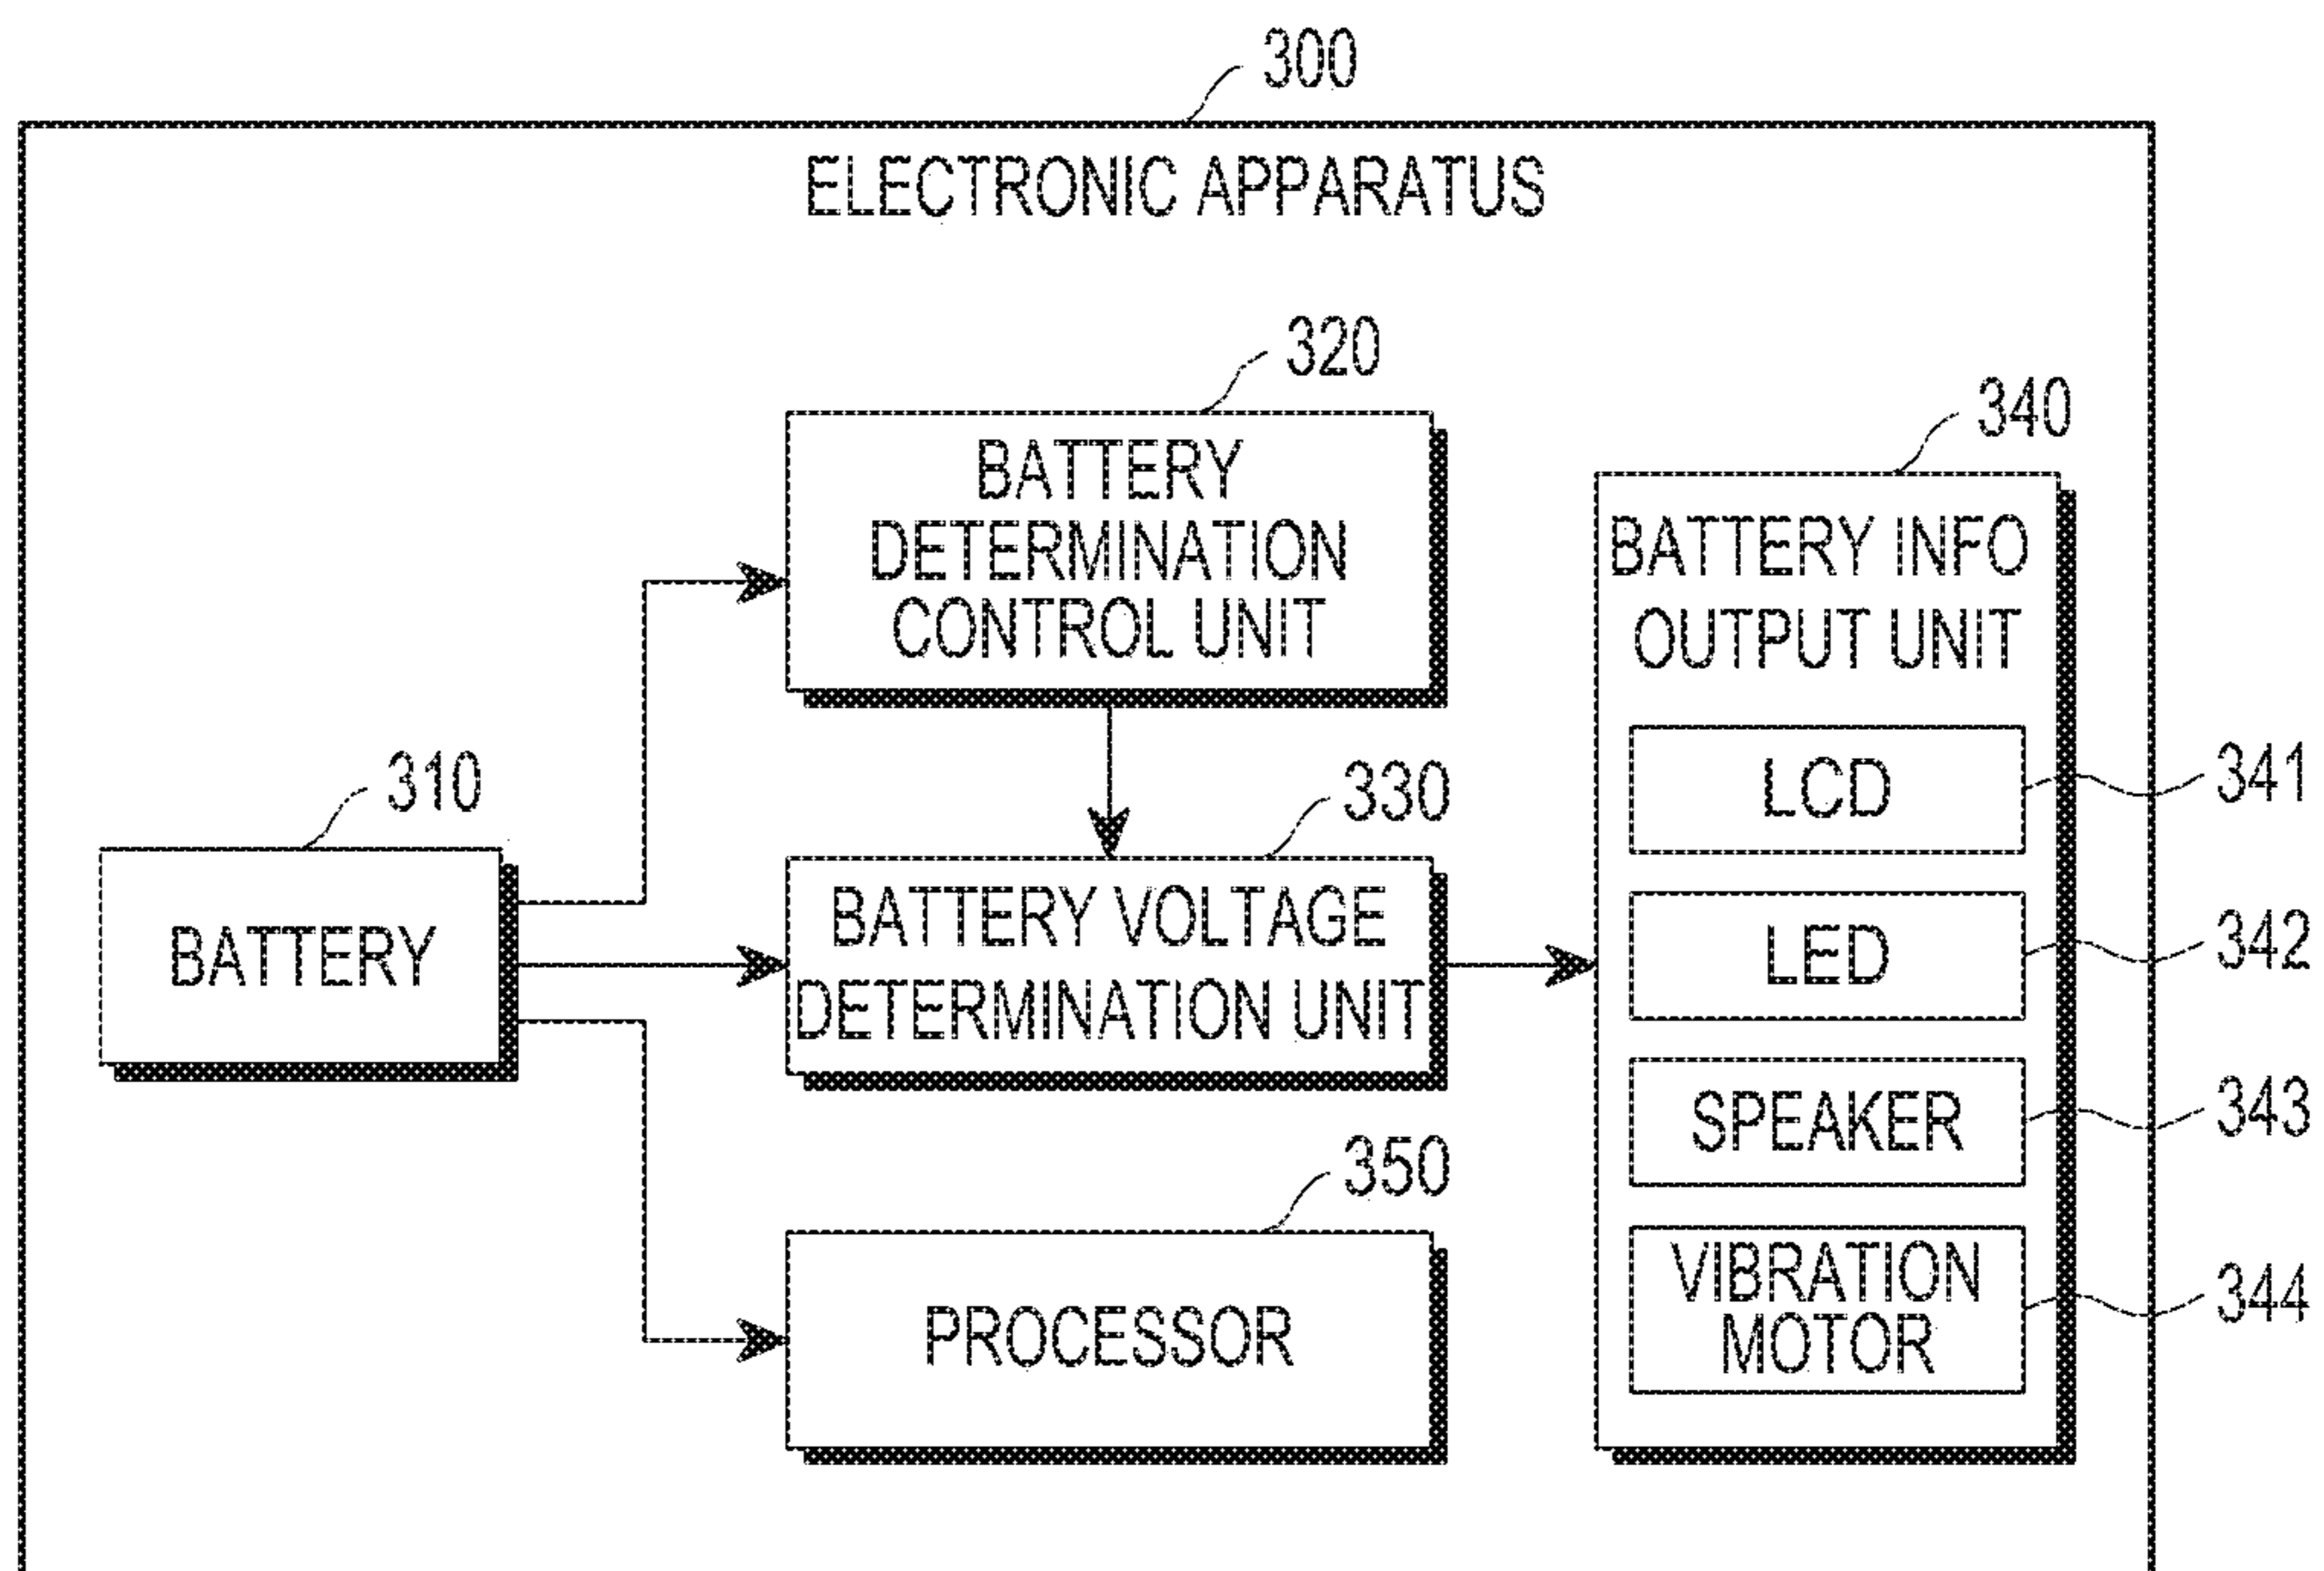 300
ELECTRONIC APPARATUS
320
BATTERY
DETERMINATION
CONTROL UNIT
340
BATTERY INFO
OUTPUT UNIT
310
BATTERY
330
BATTERY VOLTAGE
DETERMINATION UNIT
LCD
341
LED
342
SPEAKER
343
350
PROCESSOR
VIBRATION
MOTOR
344